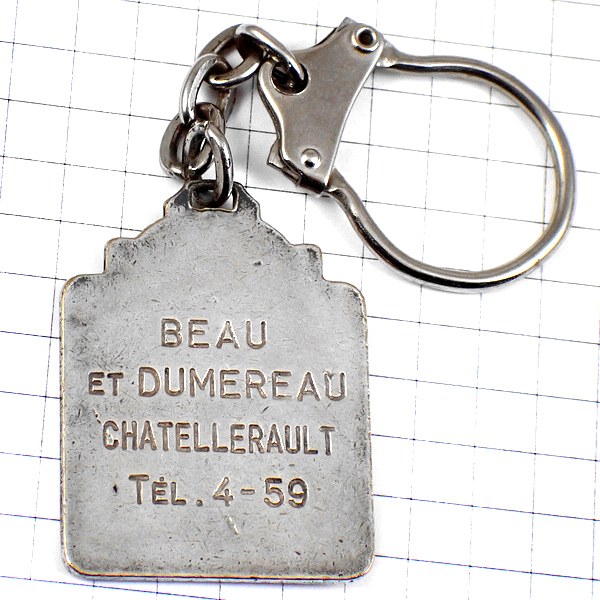 BEAU
ET DUMEREAU
CHATELLERAULT
TÉL. 4-59